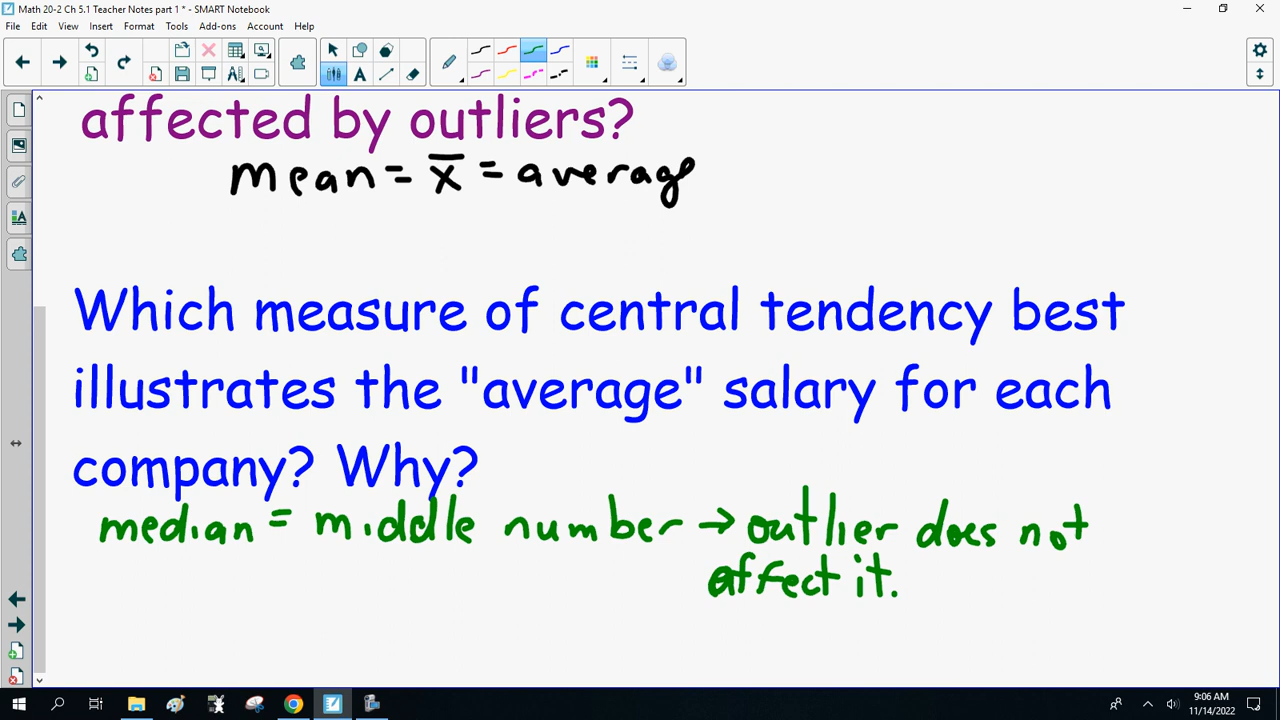 Math 20-2 Ch 5.1 Teacher Notes part 1 * - SMART Notebook
File Edit View Insert Format Tools Add-ons Account Help
affected by outliers?
mean = x̅ = average
Which measure of central tendency best
illustrates the "average" salary for each
company? Why?
median = middle number → outlier does not
affect it.
9:06 AM
11/14/2022